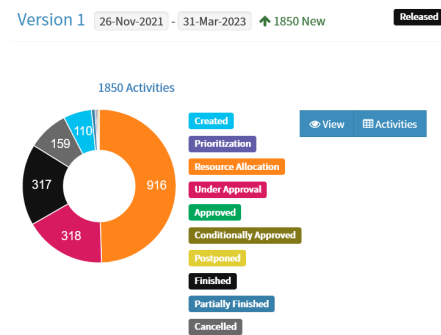 Version 1 26-Nov-2021 - 31-Mar-2023 1850 New Released
1850 Activities
Created
Prioritization
Resource Allocation
Under Approval
Approved
Conditionally Approved
Postponed
Finished
Partially Finished
Cancelled
View Activities
110
159
317
916
318